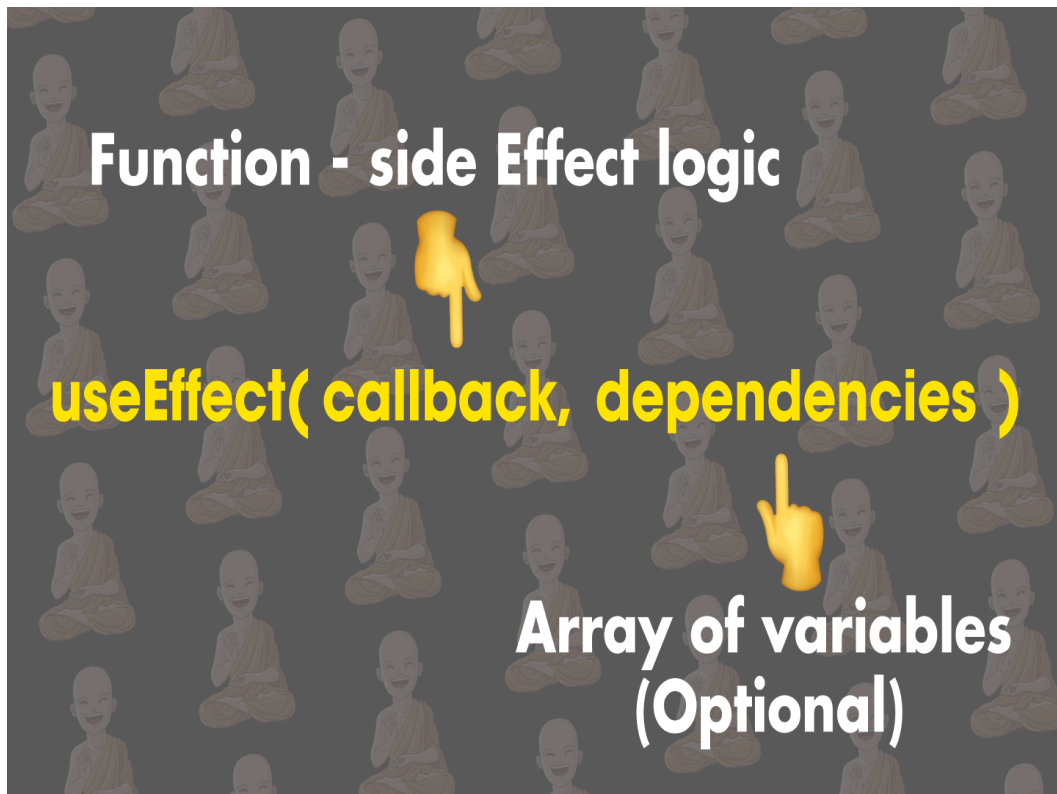 Function - side Effect logic
useEffect( callback, dependencies )
Array of variables
(Optional)